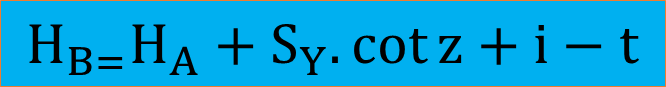 H_B= H_A + S_Y. cot z + i − t